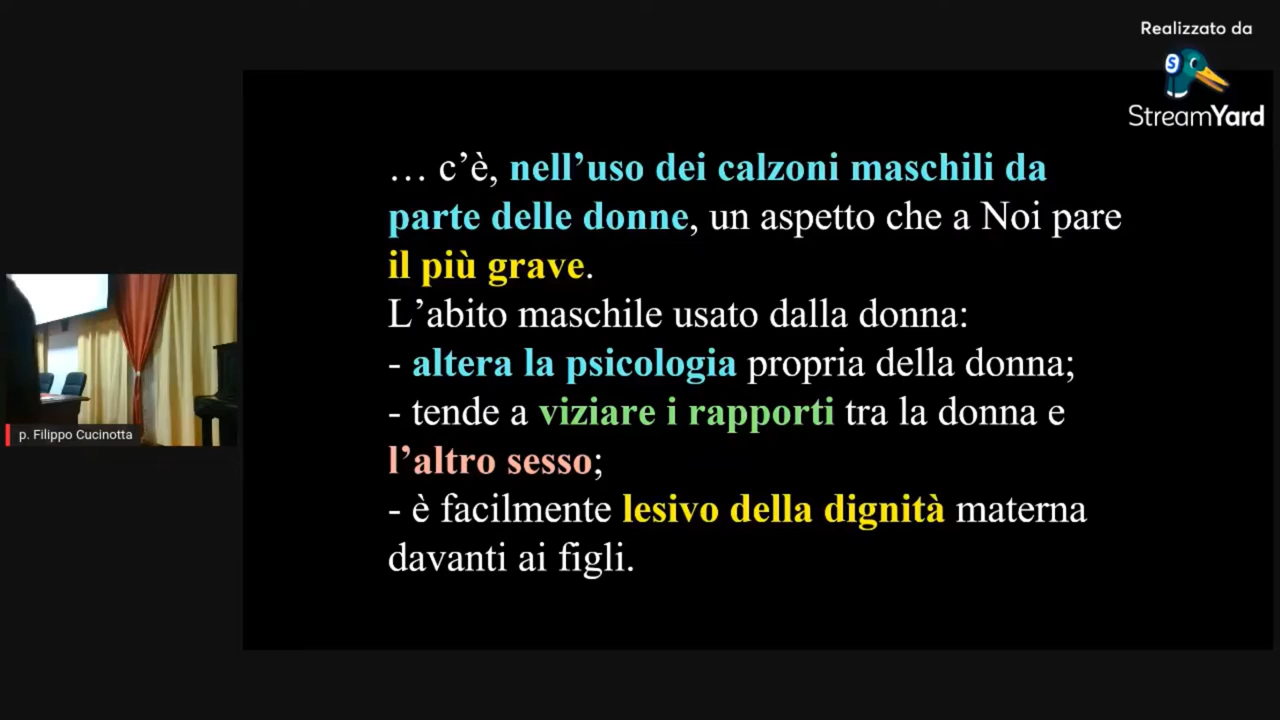 Realizzato da
StreamYard
… c’è, nell’uso dei calzoni maschili da
parte delle donne, un aspetto che a Noi pare
il più grave.
L’abito maschile usato dalla donna:
- altera la psicologia propria della donna;
- tende a viziare i rapporti tra la donna e
l’altro sesso;
- è facilmente lesivo della dignità materna
davanti ai figli.
p. Filippo Cucinotta